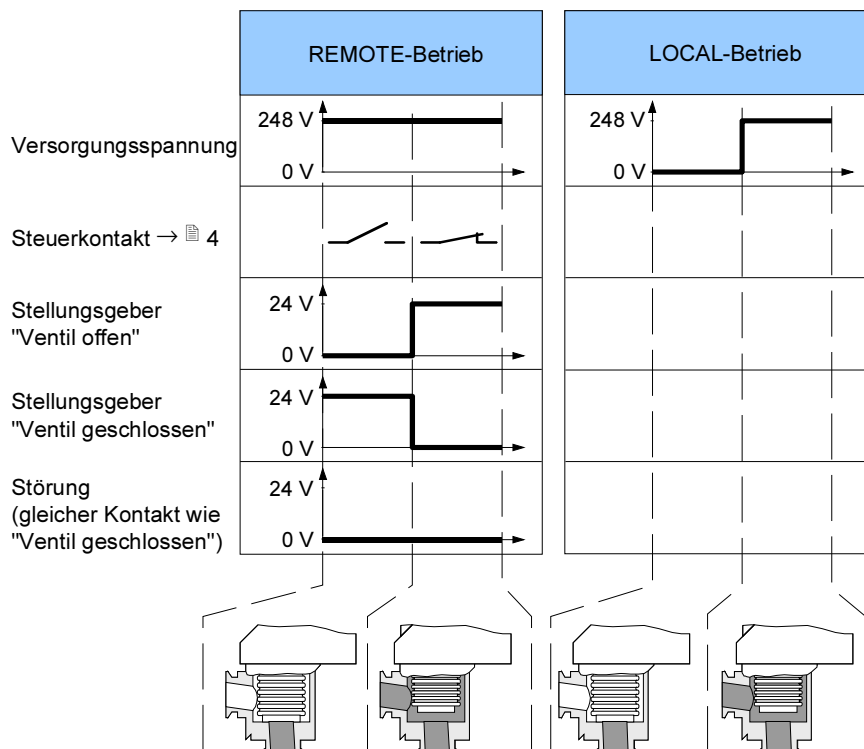 REMOTE-Betrieb
LOCAL-Betrieb
Versorgungsspannung
248 V
0 V
248 V
0 V
Steuerkontakt → 🗎 4
Stellungsgeber
"Ventil offen"
24 V
0 V
Stellungsgeber
"Ventil geschlossen"
24 V
0 V
Störung
(gleicher Kontakt wie
"Ventil geschlossen")
24 V
0 V